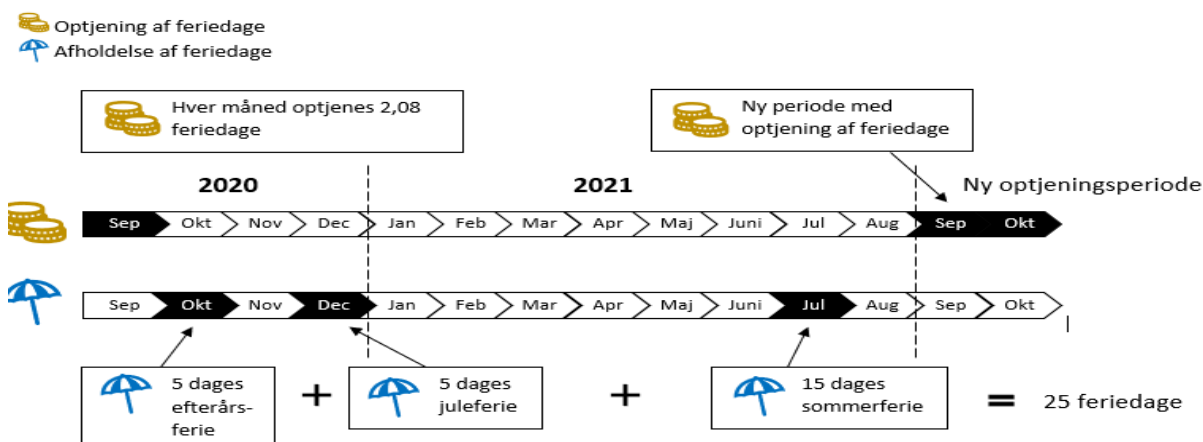 Optjening af feriedage
Afholdelse af feriedage
Hver måned optjenes 2,08
feriedage
Ny periode med
optjening af feriedage
2020
2021
Ny optjeningsperiode
Sep Okt Nov Dec Jan Feb Mar Apr Maj Juni Jul Aug Sep Okt
Sep Okt Nov Dec Jan Feb Mar Apr Maj Juni Jul Aug Sep Okt
5 dages
efterårs-
ferie
+
5 dages
juleferie
+
15 dages
sommerferie
= 25 feriedage